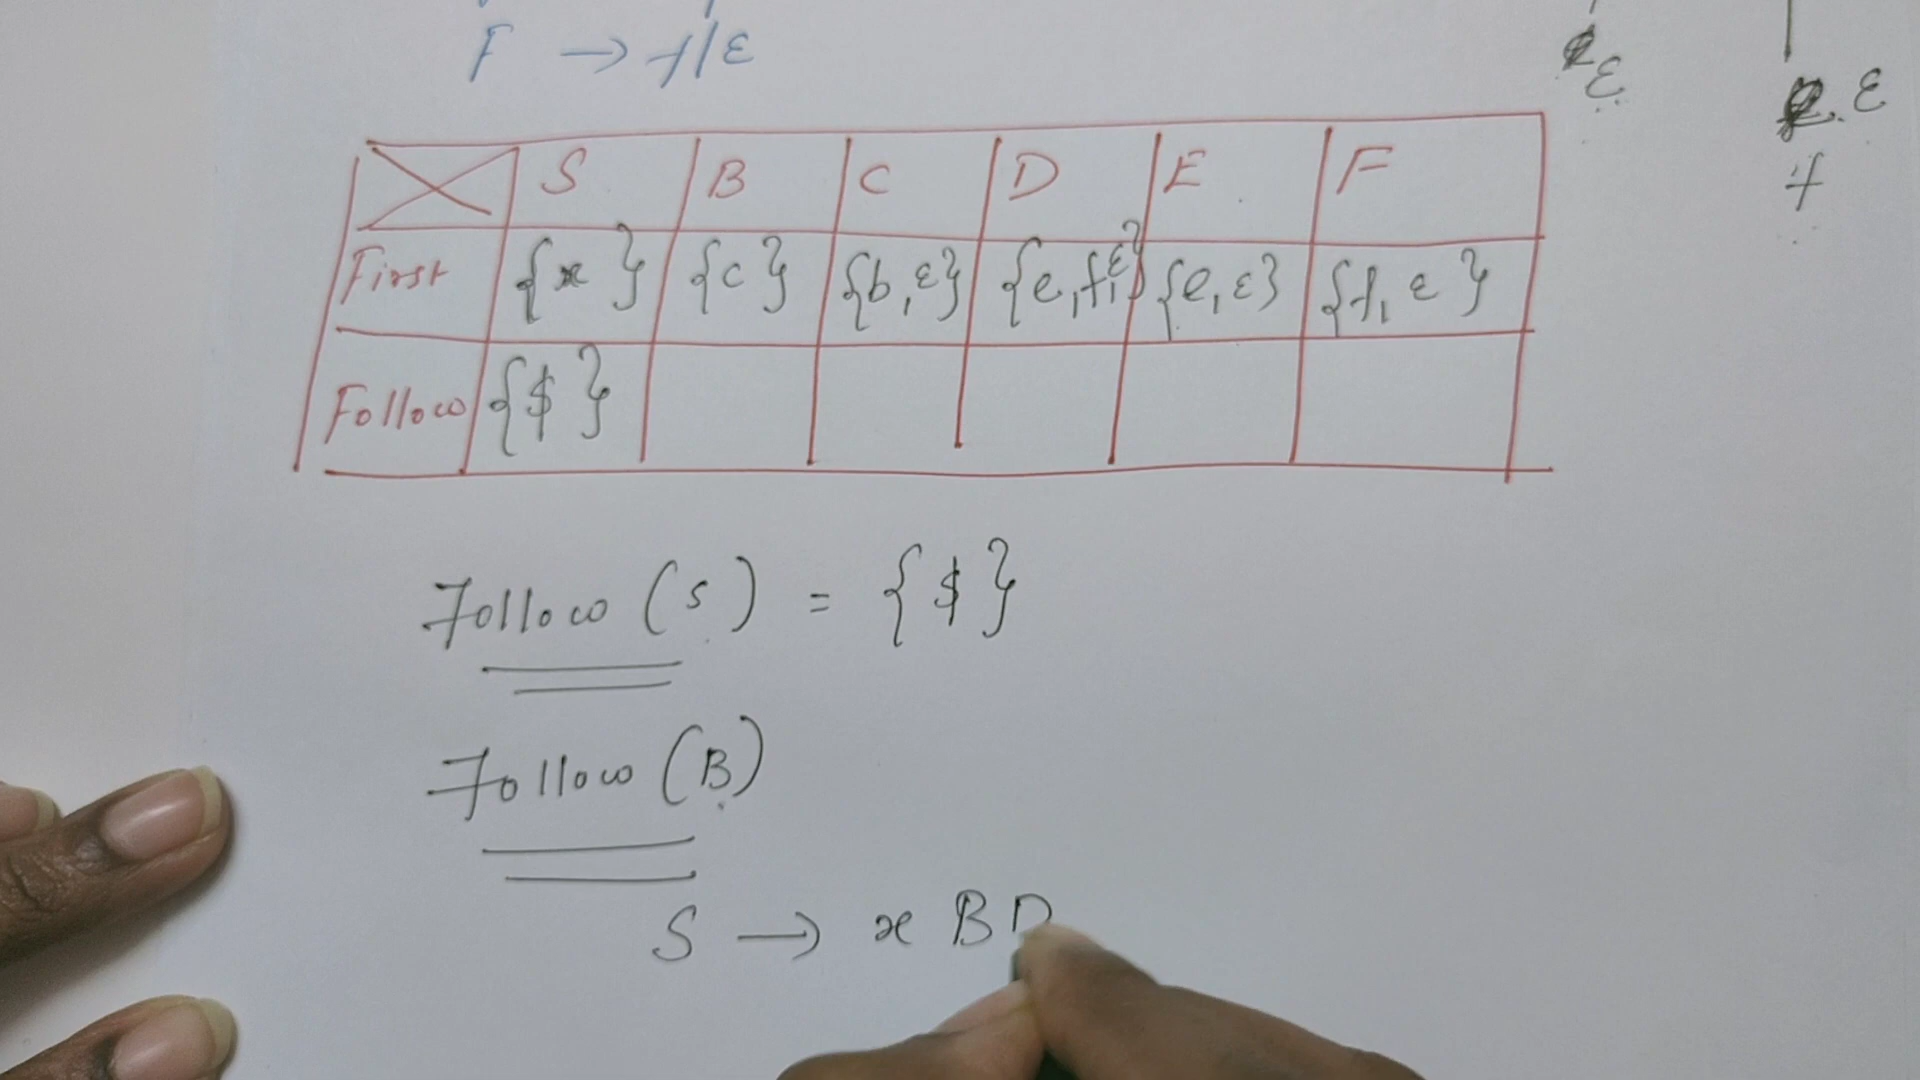 F → f/ε
ε
ε
f
S B C D E F
First {x} {c} {b, ε} {e, f, ε} {e, ε} {f, ε}
Follow {$}
Follow (S) = {$}
Follow (B)
S → x B D